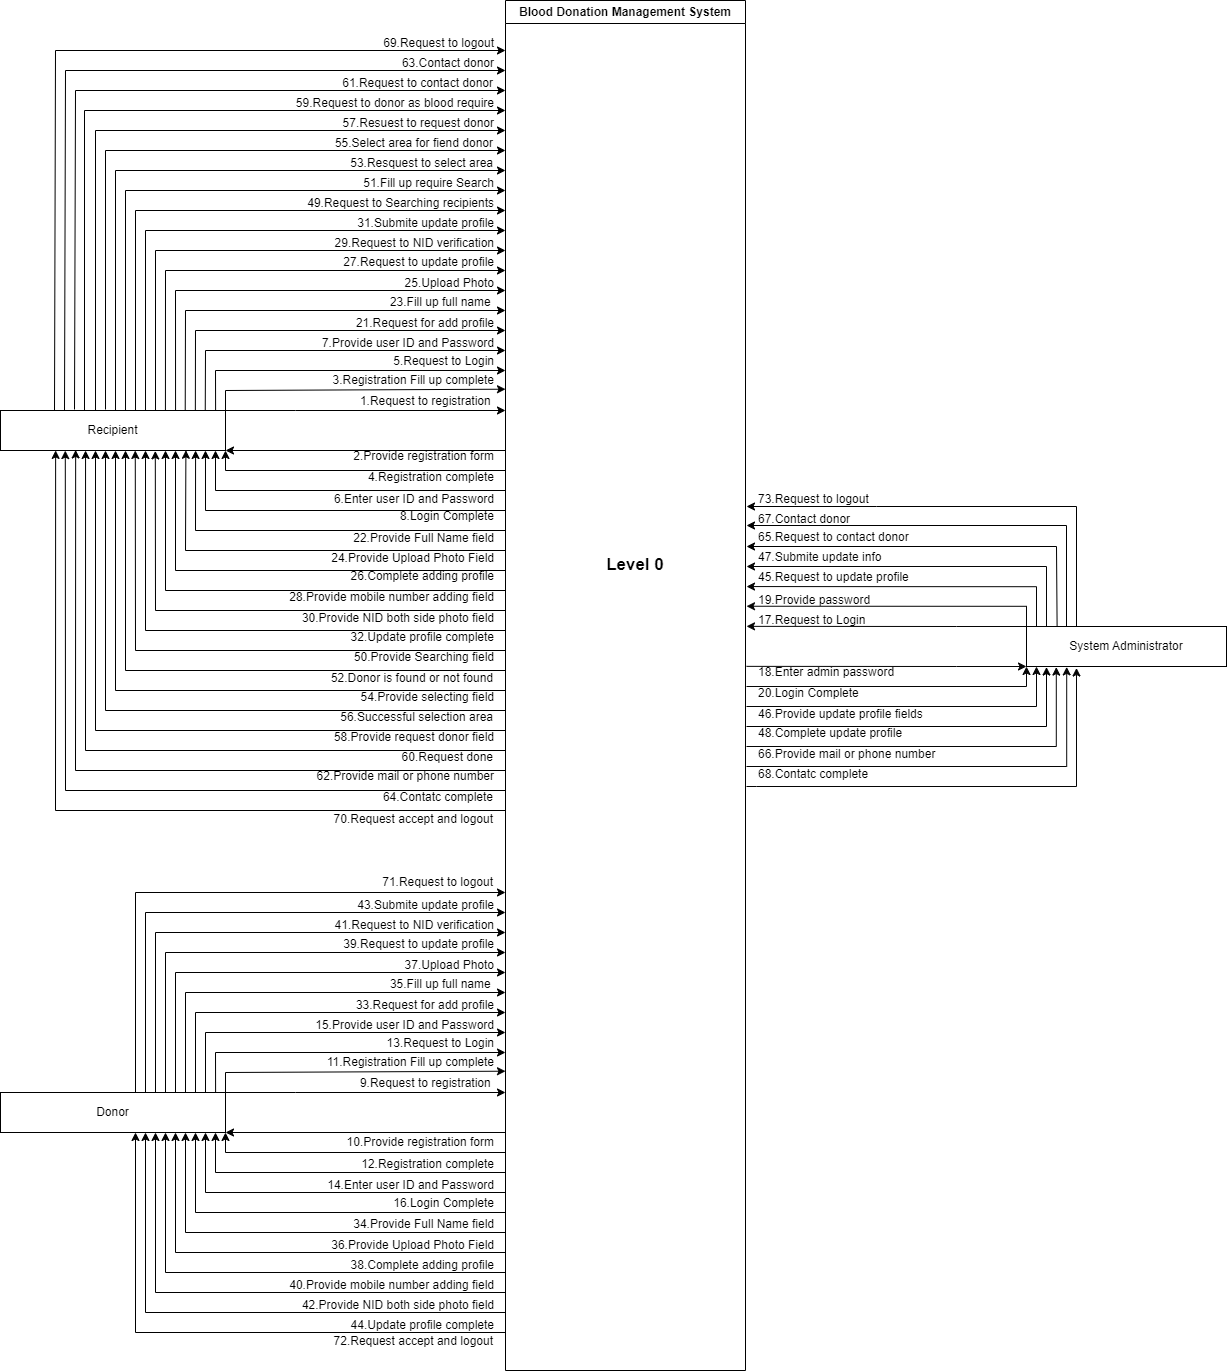 Blood Donation Management System
69.Request to logout
63.Contact donor
61.Request to contact donor
59.Request to donor as blood require
57.Resuest to request donor
55.Select area for fiend donor
53.Resquest to select area
51.Fill up require Search
49.Request to Searching recipients
31.Submite update profile
29.Request to NID verification
27.Request to update profile
25.Upload Photo
23.Fill up full name
21.Request for add profile
7.Provide user ID and Password
5.Request to Login
3.Registration Fill up complete
1.Request to registration
Recipient
2.Provide registration form
4.Registration complete
6.Enter user ID and Password
8.Login Complete
22.Provide Full Name field
24.Provide Upload Photo Field
26.Complete adding profile
28.Provide mobile number adding field
30.Provide NID both side photo field
32.Update profile complete
50.Provide Searching field
52.Donor is found or not found
54.Provide selecting field
56.Successful selection area
58.Provide request donor field
60.Request done
62.Provide mail or phone number
64.Contatc complete
70.Request accept and logout
Level 0
73.Request to logout
67.Contact donor
65.Request to contact donor
47.Submite update info
45.Request to update profile
19.Provide password
17.Request to Login
System Administrator
18.Enter admin password
20.Login Complete
46.Provide update profile fields
48.Complete update profile
66.Provide mail or phone number
68.Contatc complete
71.Request to logout
43.Submite update profile
41.Request to NID verification
39.Request to update profile
37.Upload Photo
35.Fill up full name
33.Request for add profile
15.Provide user ID and Password
13.Request to Login
11.Registration Fill up complete
9.Request to registration
Donor
10.Provide registration form
12.Registration complete
14.Enter user ID and Password
16.Login Complete
34.Provide Full Name field
36.Provide Upload Photo Field
38.Complete adding profile
40.Provide mobile number adding field
42.Provide NID both side photo field
44.Update profile complete
72.Request accept and logout